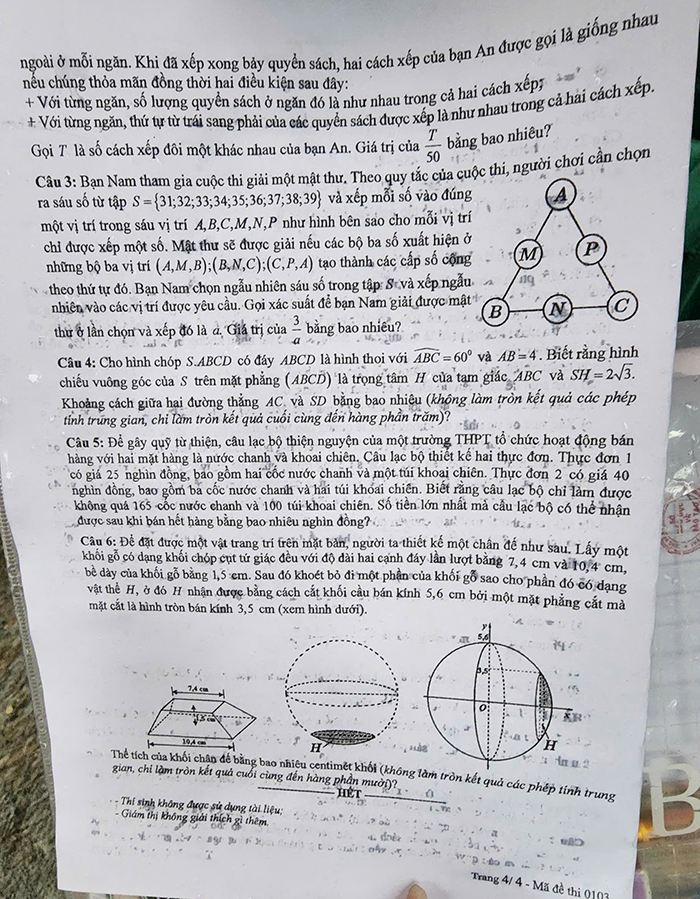 ngoài ở mỗi ngăn. Khi đã xếp xong bảy quyển sách, hai cách xếp của bạn An được gọi là giống nhau
nếu chúng thỏa mãn đồng thời hai điều kiện sau đây:
+ Với từng ngăn, số lượng quyển sách ở ngăn đó là như nhau trong cả hai cách xếp;
+ Với từng ngăn, thứ tự từ trái sang phải của các quyển sách được xếp là như nhau trong cả hai cách xếp.
Gọi T là số cách xếp đôi một khác nhau của bạn An. Giá trị của T/50 bằng bao nhiêu?
Câu 3: Bạn Nam tham gia cuộc thi giải một mật thư. Theo quy tắc của cuộc thi, người chơi cần chọn
ra sáu số từ tập S = {31;32;33;34;35;36;37;38;39} và xếp mỗi số vào đúng
một vị trí trong sáu vị trí A,B,C,M,N,P như hình bên sao cho mỗi vị trí
chỉ được xếp một số. Mật thư sẽ được giải nếu các bộ ba số xuất hiện ở
những bộ ba vị trí (A,M,B);(B,N,C);(C,P,A) tạo thành các cấp số cộng
theo thứ tự đó. Bạn Nam chọn ngẫu nhiên sáu số trong tập S và xếp ngẫu
nhiên vào các vị trí được yêu cầu. Gọi xác suất để bạn Nam giải được mật
thư ở lần chọn và xếp đó là a. Giá trị của 3/a bằng bao nhiêu?
A
M P
B N C
Câu 4: Cho hình chóp S.ABCD có đáy ABCD là hình thoi với ABC = 60° và AB = 4. Biết rằng hình
chiếu vuông góc của S trên mặt phẳng (ABCD) là trọng tâm H của tam giác ABC và SH = 2√3.
Khoảng cách giữa hai đường thẳng AC và SD bằng bao nhiêu (không làm tròn kết quả các phép
tính trung gian, chỉ làm tròn kết quả cuối cùng đến hàng phần trăm)?
Câu 5: Để gây quỹ từ thiện, câu lạc bộ thiện nguyện của một trường THPT tổ chức hoạt động bán
hàng với hai mặt hàng là nước chanh và khoai chiên. Câu lạc bộ thiết kế hai thực đơn. Thực đơn 1
có giá 25 nghìn đồng, bao gồm hai cốc nước chanh và một túi khoai chiên. Thực đơn 2 có giá 40
nghìn đồng, bao gồm ba cốc nước chanh và hai túi khoai chiên. Biết rằng câu lạc bộ chỉ làm được
không quá 165 cốc nước chanh và 100 túi khoai chiên. Số tiền lớn nhất mà câu lạc bộ có thể nhận
được sau khi bán hết hàng bằng bao nhiêu nghìn đồng?
Câu 6: Để đặt được một vật trang trí trên mặt bàn, người ta thiết kế một chân đế như sau. Lấy một
khối gỗ có dạng khối chóp cụt tứ giác đều với độ dài hai cạnh đáy lần lượt bằng 7,4 cm và 10,4 cm,
bề dày của khối gỗ bằng 1,5 cm. Sau đó khoét bỏ đi một phần của khối gỗ sao cho phần đó có dạng
vật thể H, ở đó H nhận được bằng cách cắt khối cầu bán kính 5,6 cm bởi một mặt phẳng cắt mà
mặt cắt là hình tròn bán kính 3,5 cm (xem hình dưới).
7,4 cm
1,5 cm
10,4 cm
H
y
5,6
3,5
O
x
H
Thể tích của khối chân đế bằng bao nhiêu centimét khối (không làm tròn kết quả các phép tính trung
gian, chỉ làm tròn kết quả cuối cùng đến hàng phần mười)?
HẾT
- Thí sinh không được sử dụng tài liệu;
- Giám thị không giải thích gì thêm.
Trang 4/4 - Mã đề thi 0103
B